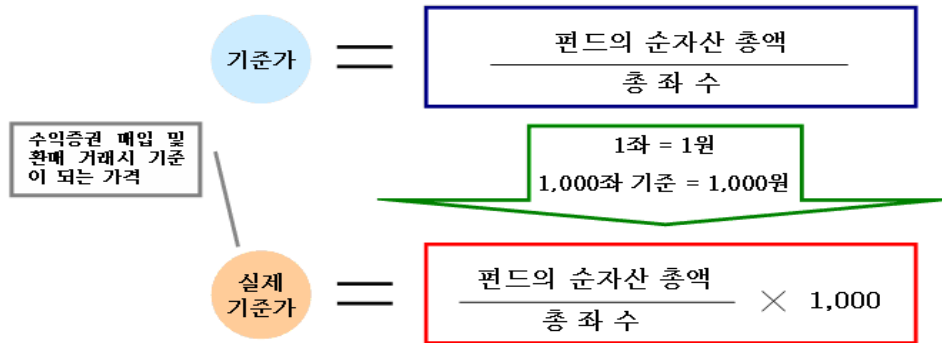 기준가
펀드의 순자산 총액
총 좌 수
수익증권 매입 및
환매 거래시 기준
이 되는 가격
1좌 = 1원
1,000좌 기준 = 1,000원
실제
기준가
펀드의 순자산 총액
총 좌 수
× 1,000